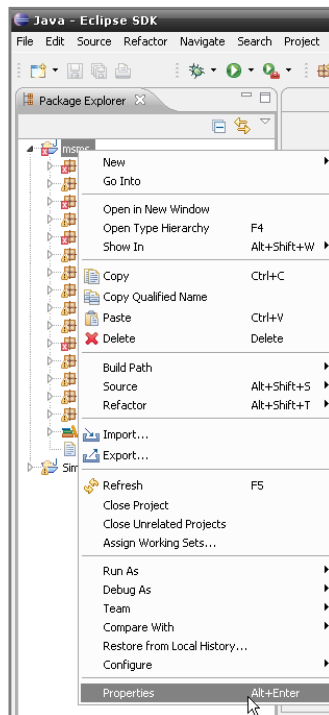 Java - Eclipse SDK
File Edit Source Refactor Navigate Search Project
Package Explorer
New
Go Into
Open in New Window
Open Type Hierarchy F4
Show In Alt+Shift+W
Copy Ctrl+C
Copy Qualified Name
Paste Ctrl+V
Delete Delete
Build Path
Source Alt+Shift+S
Refactor Alt+Shift+T
Import...
Export...
Sim
Refresh F5
Close Project
Close Unrelated Projects
Assign Working Sets...
Run As
Debug As
Team
Compare With
Restore from Local History...
Configure
Properties Alt+Enter